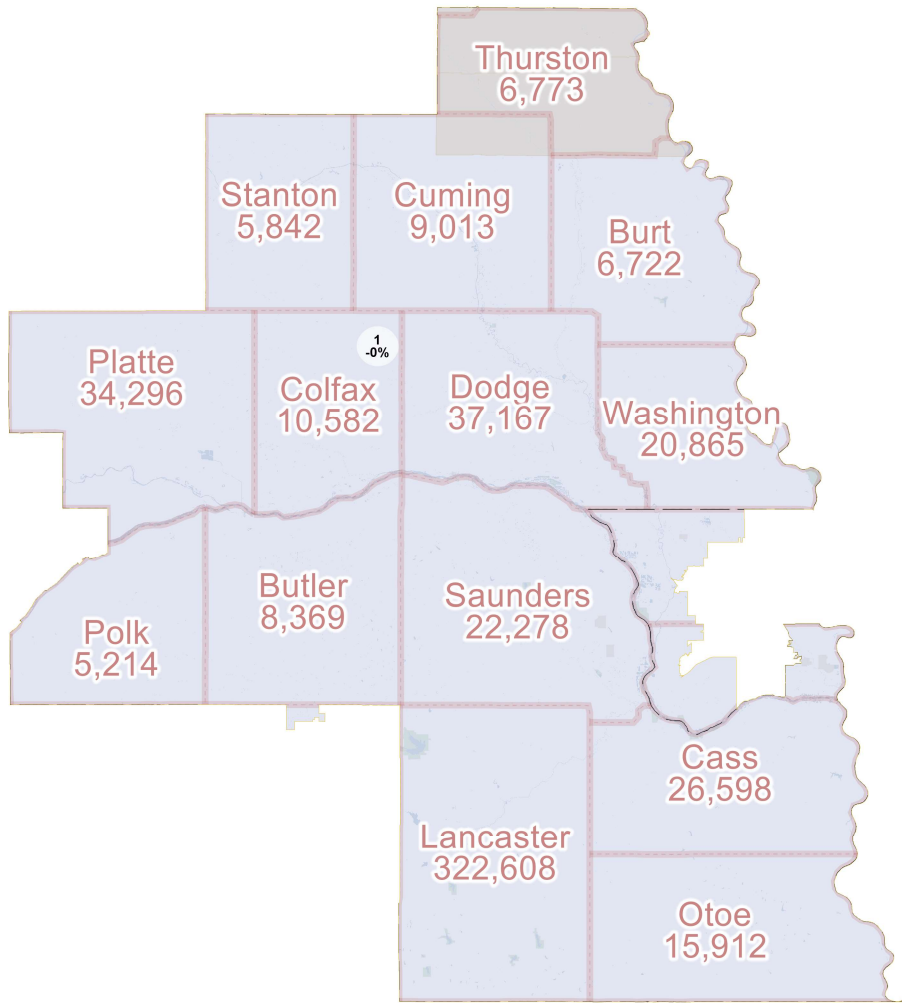 Thurston
6,773
Stanton
5,842
Cuming
9,013
Burt
6,722
Platte
34,296
Colfax
10,582
1
-0%
Dodge
37,167
Washington
20,865
Polk
5,214
Butler
8,369
Saunders
22,278
Cass
26,598
Lancaster
322,608
Otoe
15,912